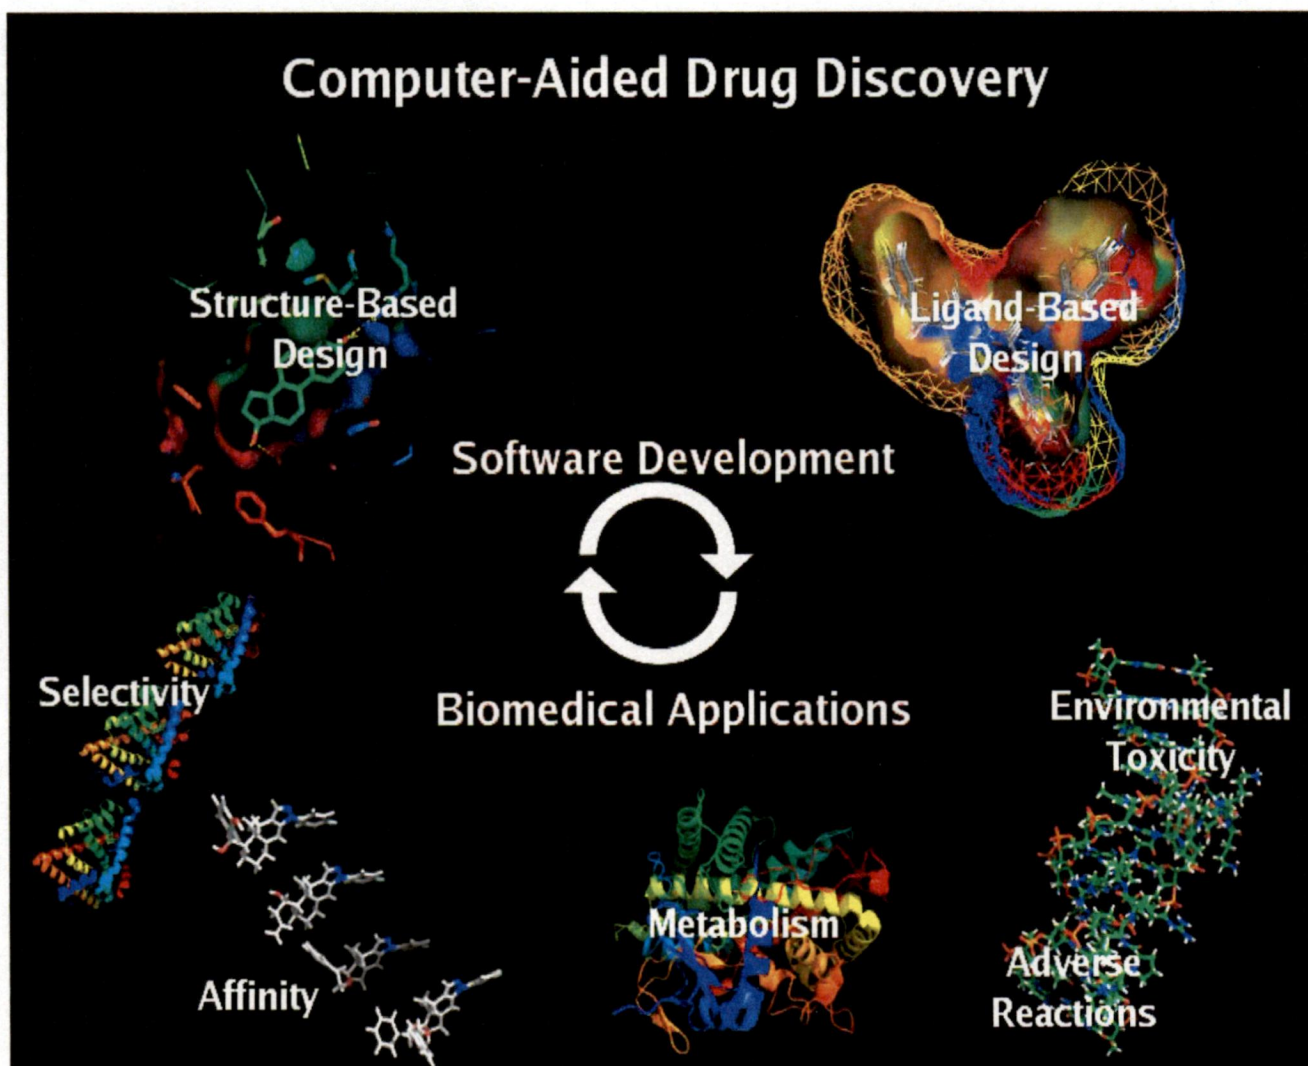 Computer-Aided Drug Discovery
Structure-Based
Design
Ligand-Based
Design
Software Development
Selectivity
Biomedical Applications
Environmental
Toxicity
Metabolism
Affinity
Adverse
Reactions